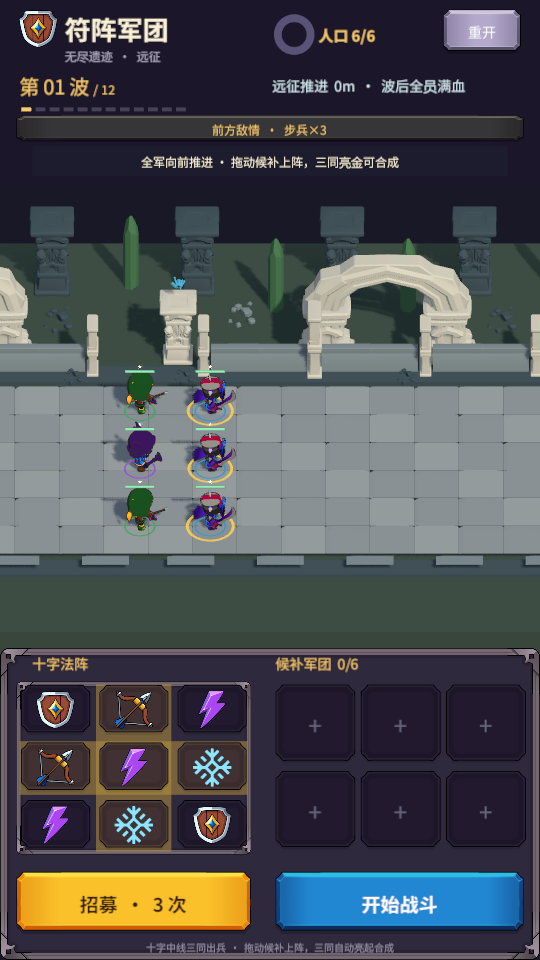 符阵军团
无尽遗迹 · 远征
人口 6/6
重开
第 01 波 / 12
远征推进 0m · 波后全员满血
前方敌情 · 步兵×3
全军向前推进 · 拖动候补上阵，三同亮金可合成
十字法阵
候补军团 0/6
+ + +
+ + +
招募 · 3 次
开始战斗
十字中线三同出兵 · 拖动候补上阵，三同自动亮起合成